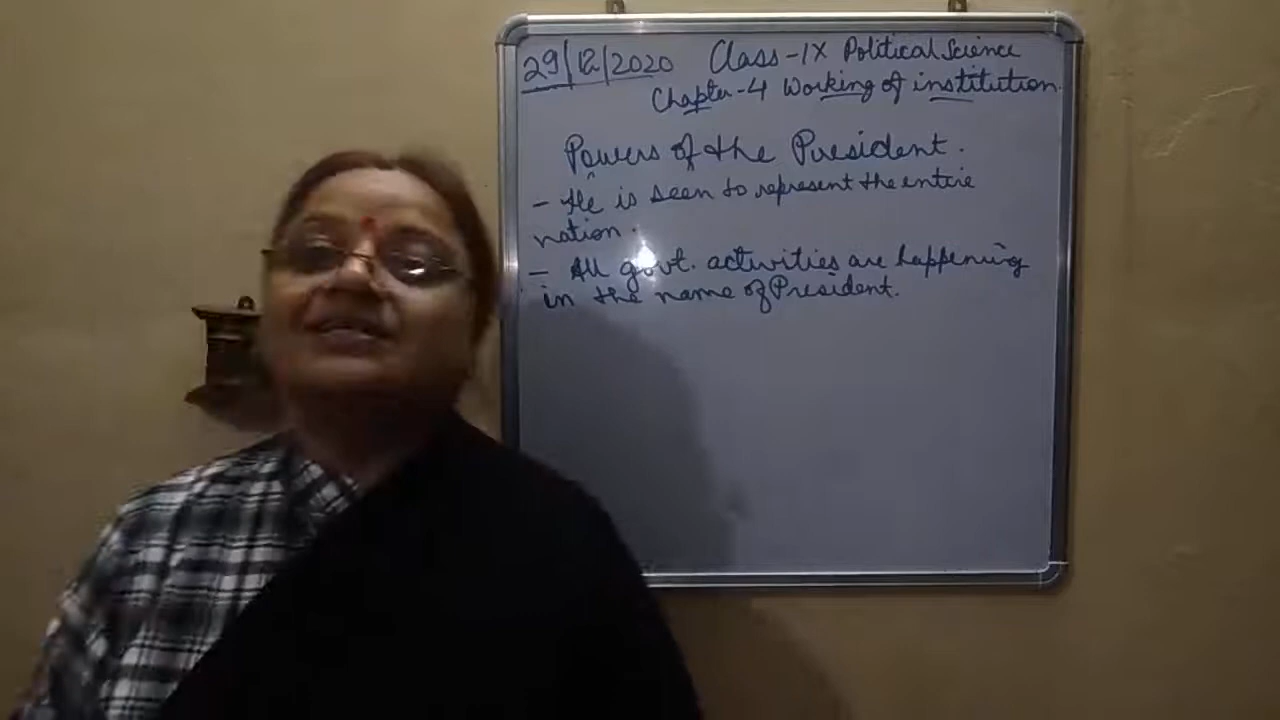 29/12/2020 Class-IX Political Science
Chapter-4 Working of institution.
Powers of the President.
- He is seen to represent the entire
nation.
- All govt. activities are happening
in the name of President.